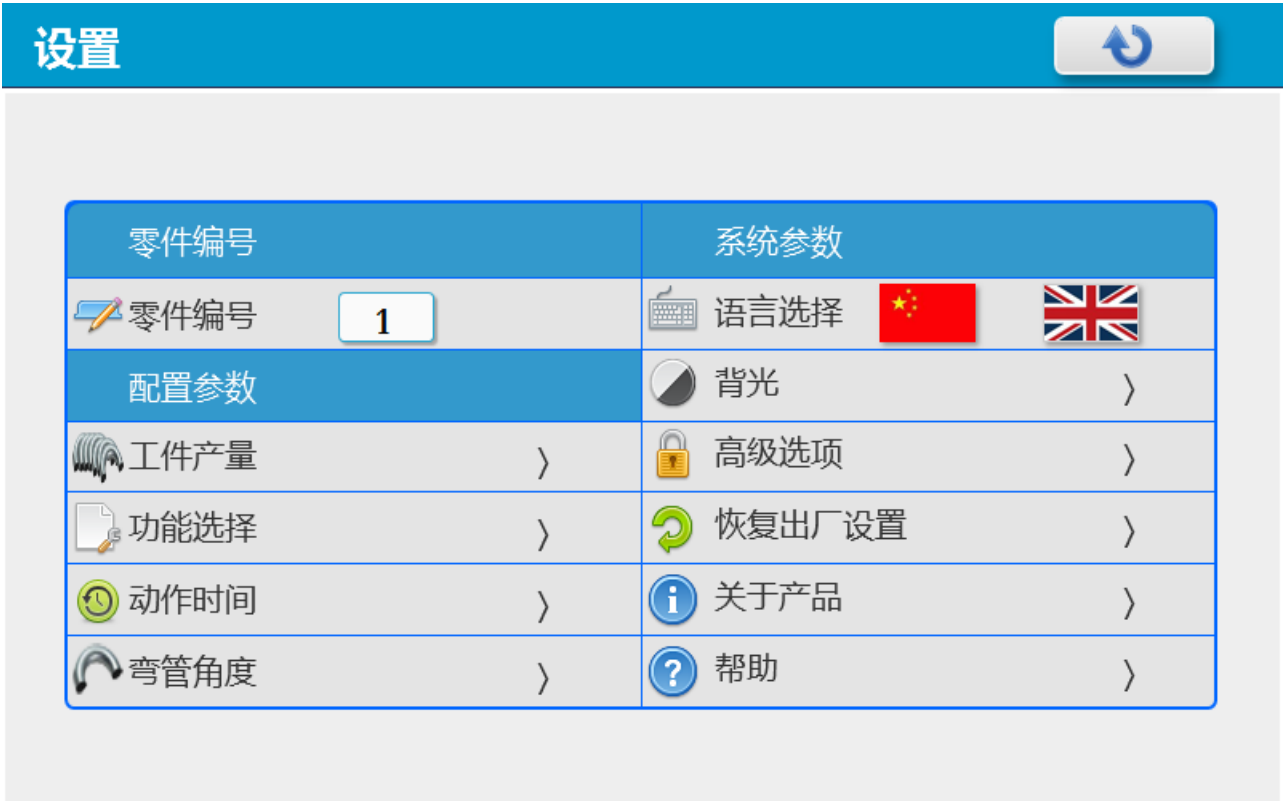 设置
零件编号
系统参数
零件编号 1
语言选择
配置参数
背光
工件产量
高级选项
功能选择
恢复出厂设置
动作时间
关于产品
弯管角度
帮助